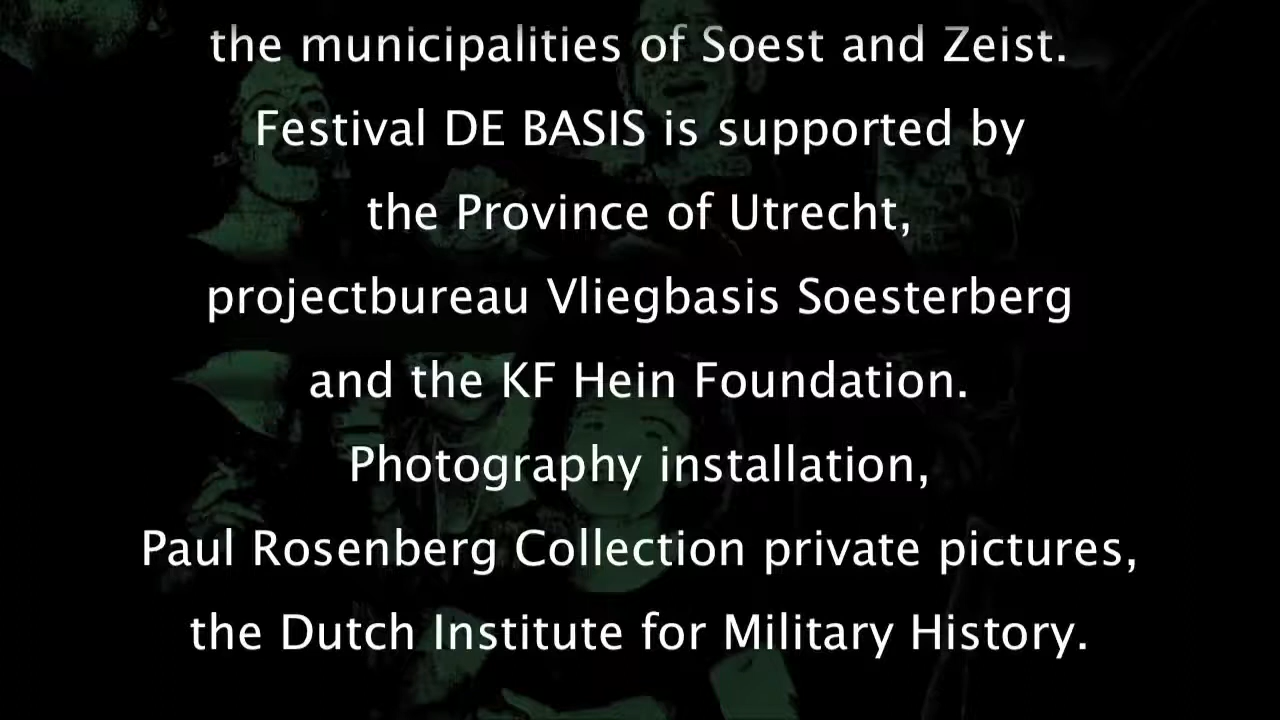 the municipalities of Soest and Zeist.
Festival DE BASIS is supported by
the Province of Utrecht,
projectbureau Vliegbasis Soesterberg
and the KF Hein Foundation.
Photography installation,
Paul Rosenberg Collection private pictures,
the Dutch Institute for Military History.